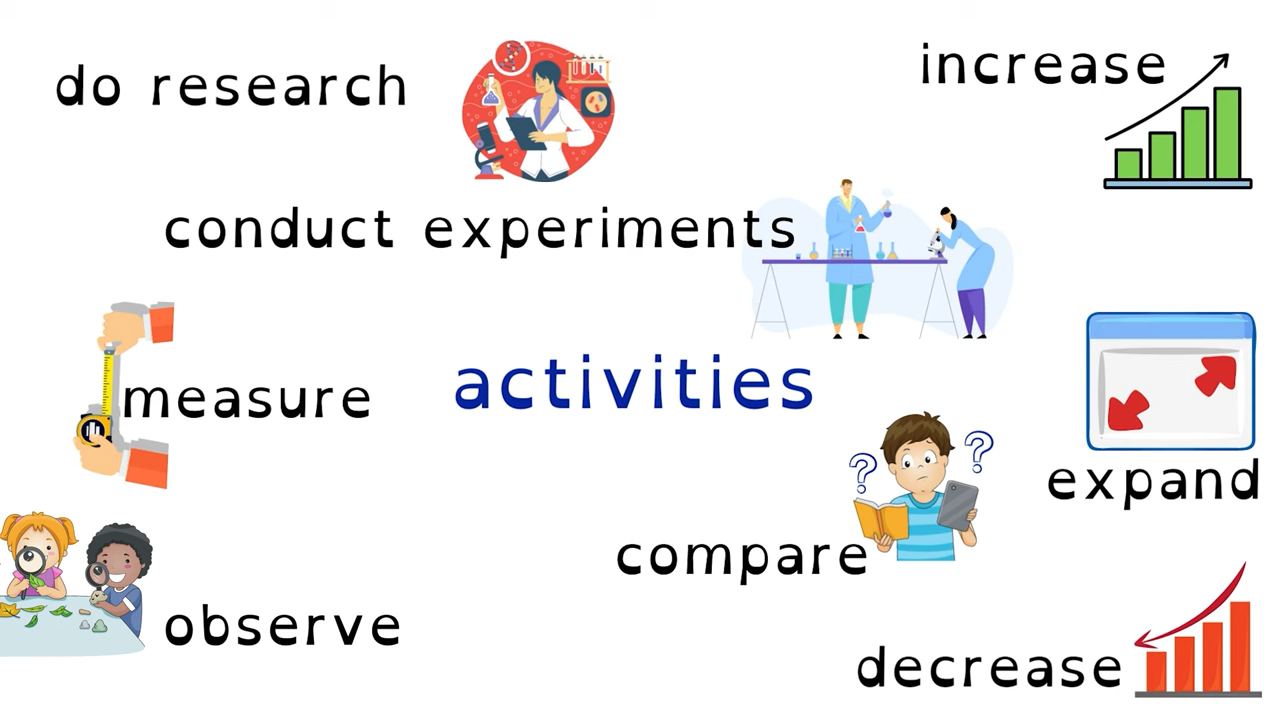 do research
increase
conduct experiments
measure
activities
expand
compare
observe
decrease